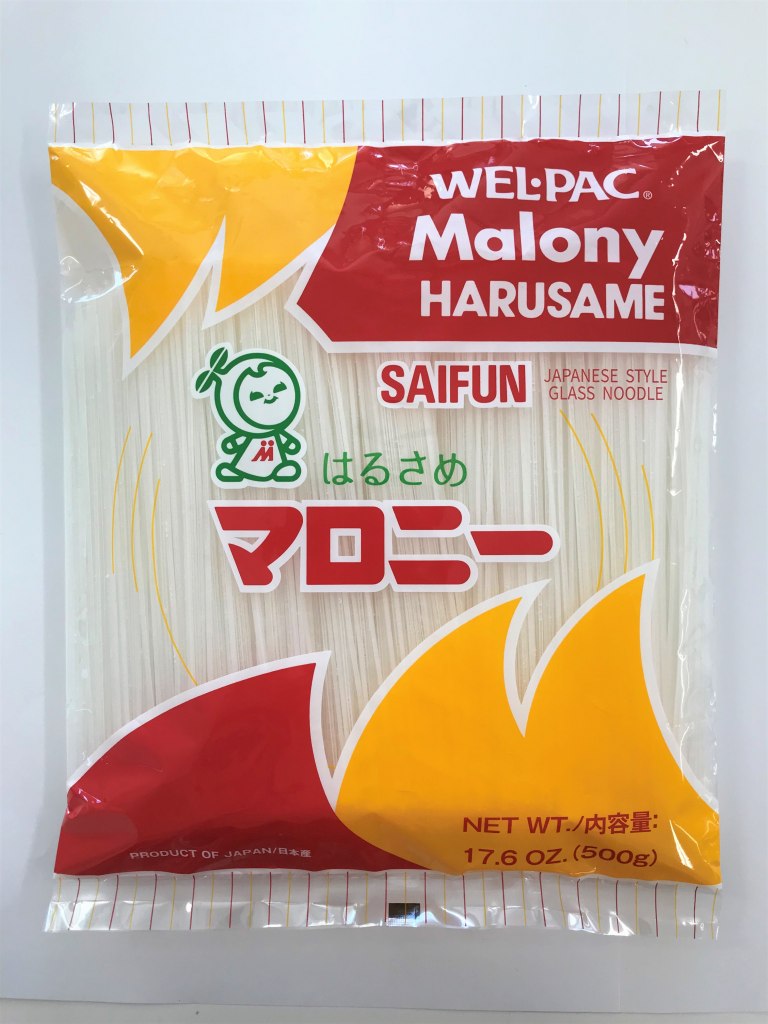 WEL·PAC®
Malony
HARUSAME
SAIFUN
JAPANESE STYLE
GLASS NOODLE
M
はるさめ
マロニー
NET WT./内容量:
17.6 OZ. (500g)
PRODUCT OF JAPAN/日本産